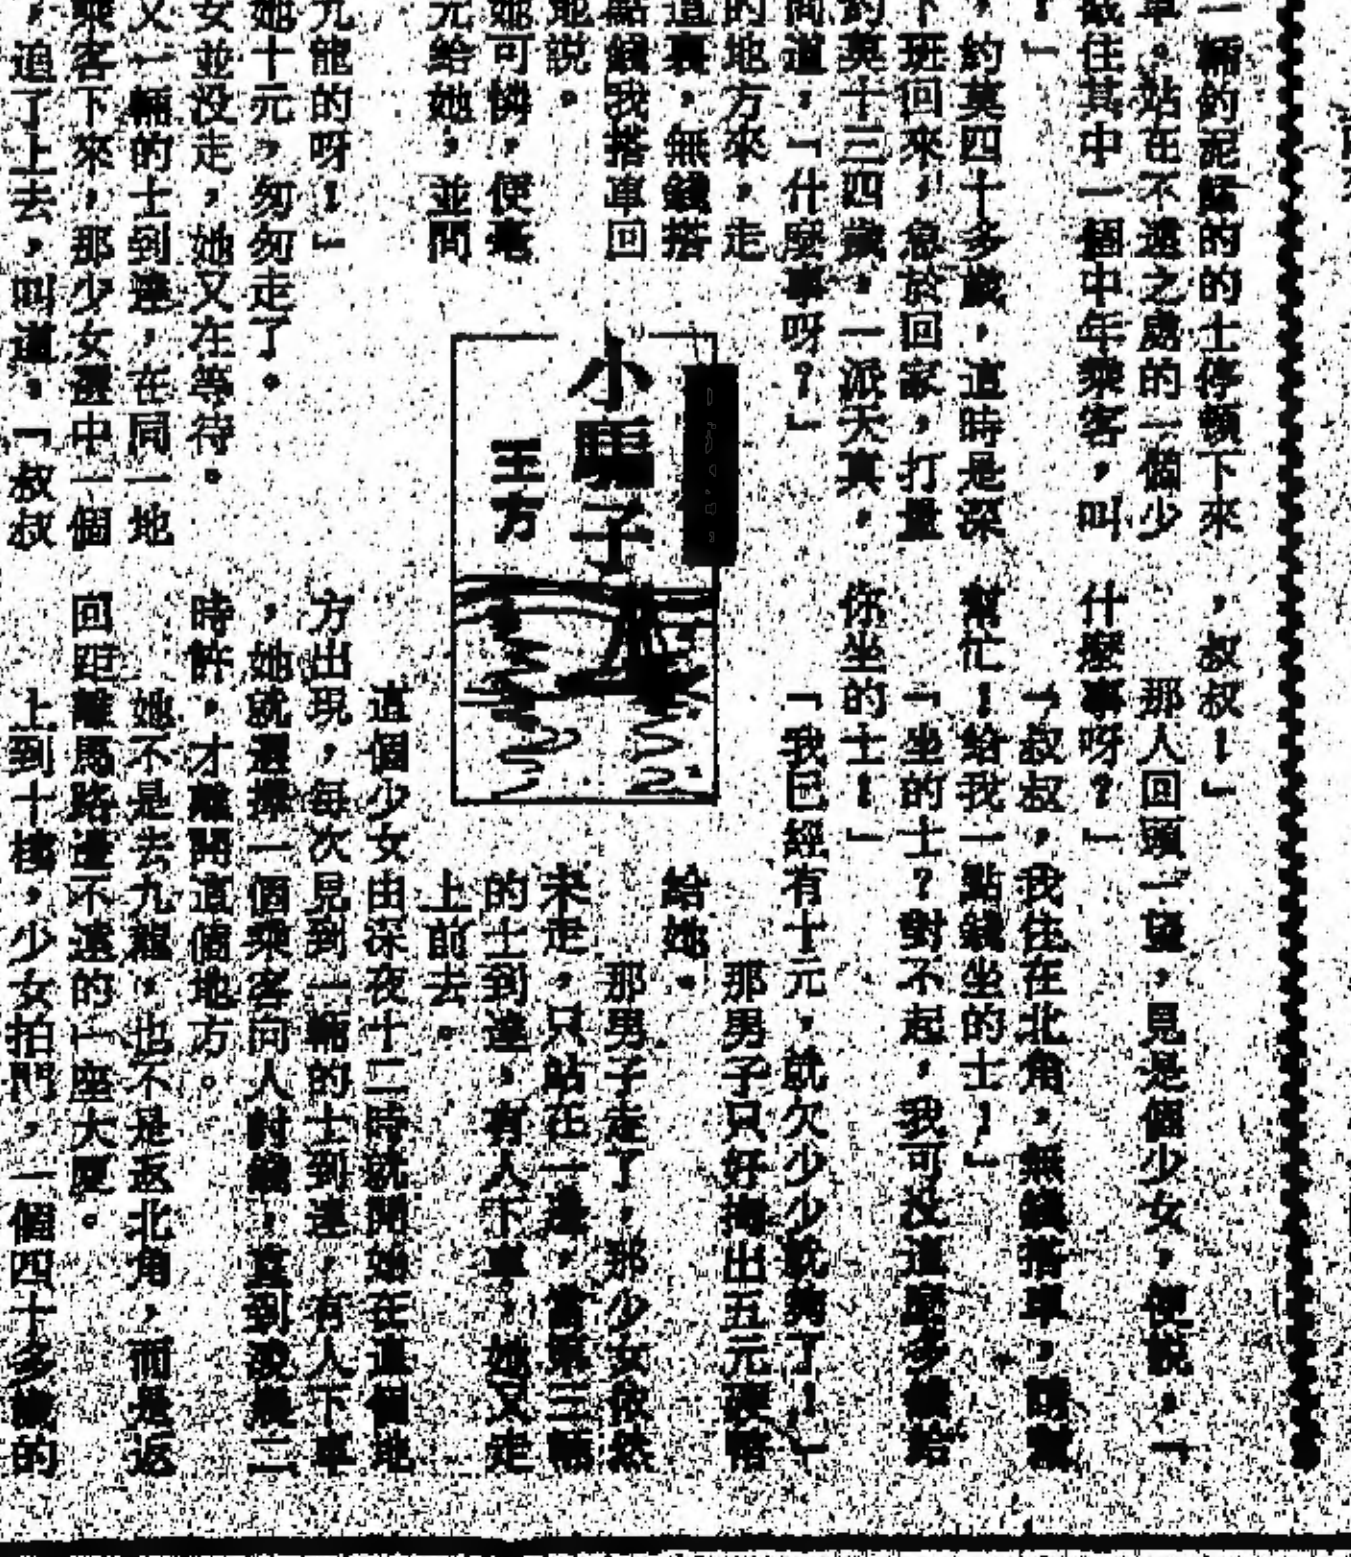 小騙子
王方
一輛釣泥鯭的的士停頓下來
車。站在不遠之處的一個少
截住其中一個中年乘客,叫
」
,約莫四十多歲,這時是深
下班回來,急於回家,打量
約莫十三四歲,一派天真,
問道:「什麼事呀?」
的地方來,走
這裏,無錢搭
點錢我搭車回
地說。
她可憐,便毫
元給她,並問
九龍的呀!」
她十元,匆匆走了。
女並没走,她又在等待。
又一輛的士到達,在同一地
乘客下來,那少女選中一個
,追了上去,叫道:「叔叔
,叔叔!」
那人回頭一望,見是個少女,便說:「
什麼事呀?」
「叔叔,我住在北角,無錢搭車,請幫
幫忙!給我一點錢坐的士!」
「坐的士?對不起,我可没這麼多錢給
你坐的士!」
「我已經有十元,就欠少少就夠了!」
那男子只好掏出五元硬幣
給她。
那男子走了,那少女依然
未走,只站在一邊,當第三輛
的士到達,有人下車,她又走
上前去。
這個少女由深夜十二時就開始在這個地
方出現,每次見到一輛的士到達,有人下車
,她就選擇一個乘客向人討錢,直到凌晨二
時許,才離開這個地方。
她不是去九龍,也不是返北角,而是返
回距離馬路邊不遠的一座大廈。
上到十樓,少女拍門,一個四十多歲的